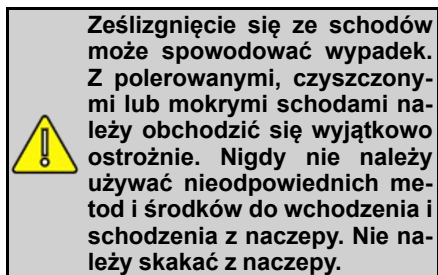 Ześlizgnięcie się ze schodów
może spowodować wypadek.
Z polerowanymi, czyszczony-
mi lub mokrymi schodami na-
leży obchodzić się wyjątkowo
ostrożnie. Nigdy nie należy
używać nieodpowiednich me-
tod i środków do wchodzenia i
schodzenia z naczepy. Nie na-
leży skakać z naczepy.